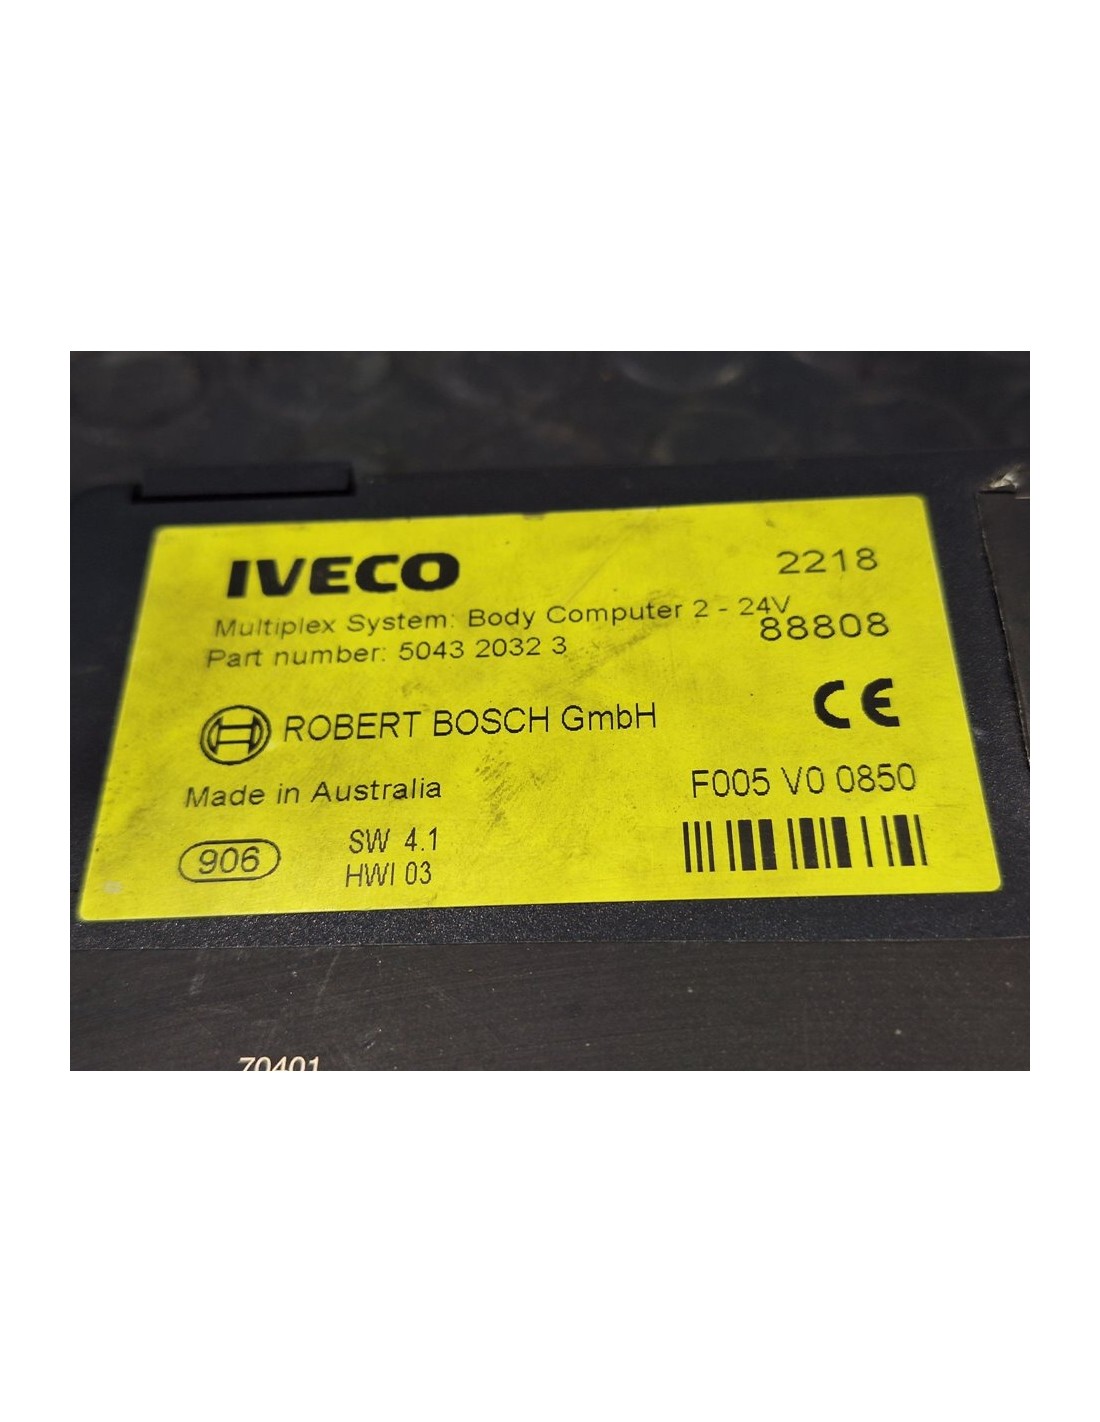 IVECO
2218
Multiplex System: Body Computer 2 - 24V
88808
Part number: 5043 2032 3
ROBERT BOSCH GmbH
CE
Made in Australia
F005 V0 0850
906
SW 4.1
HWI 03
70401